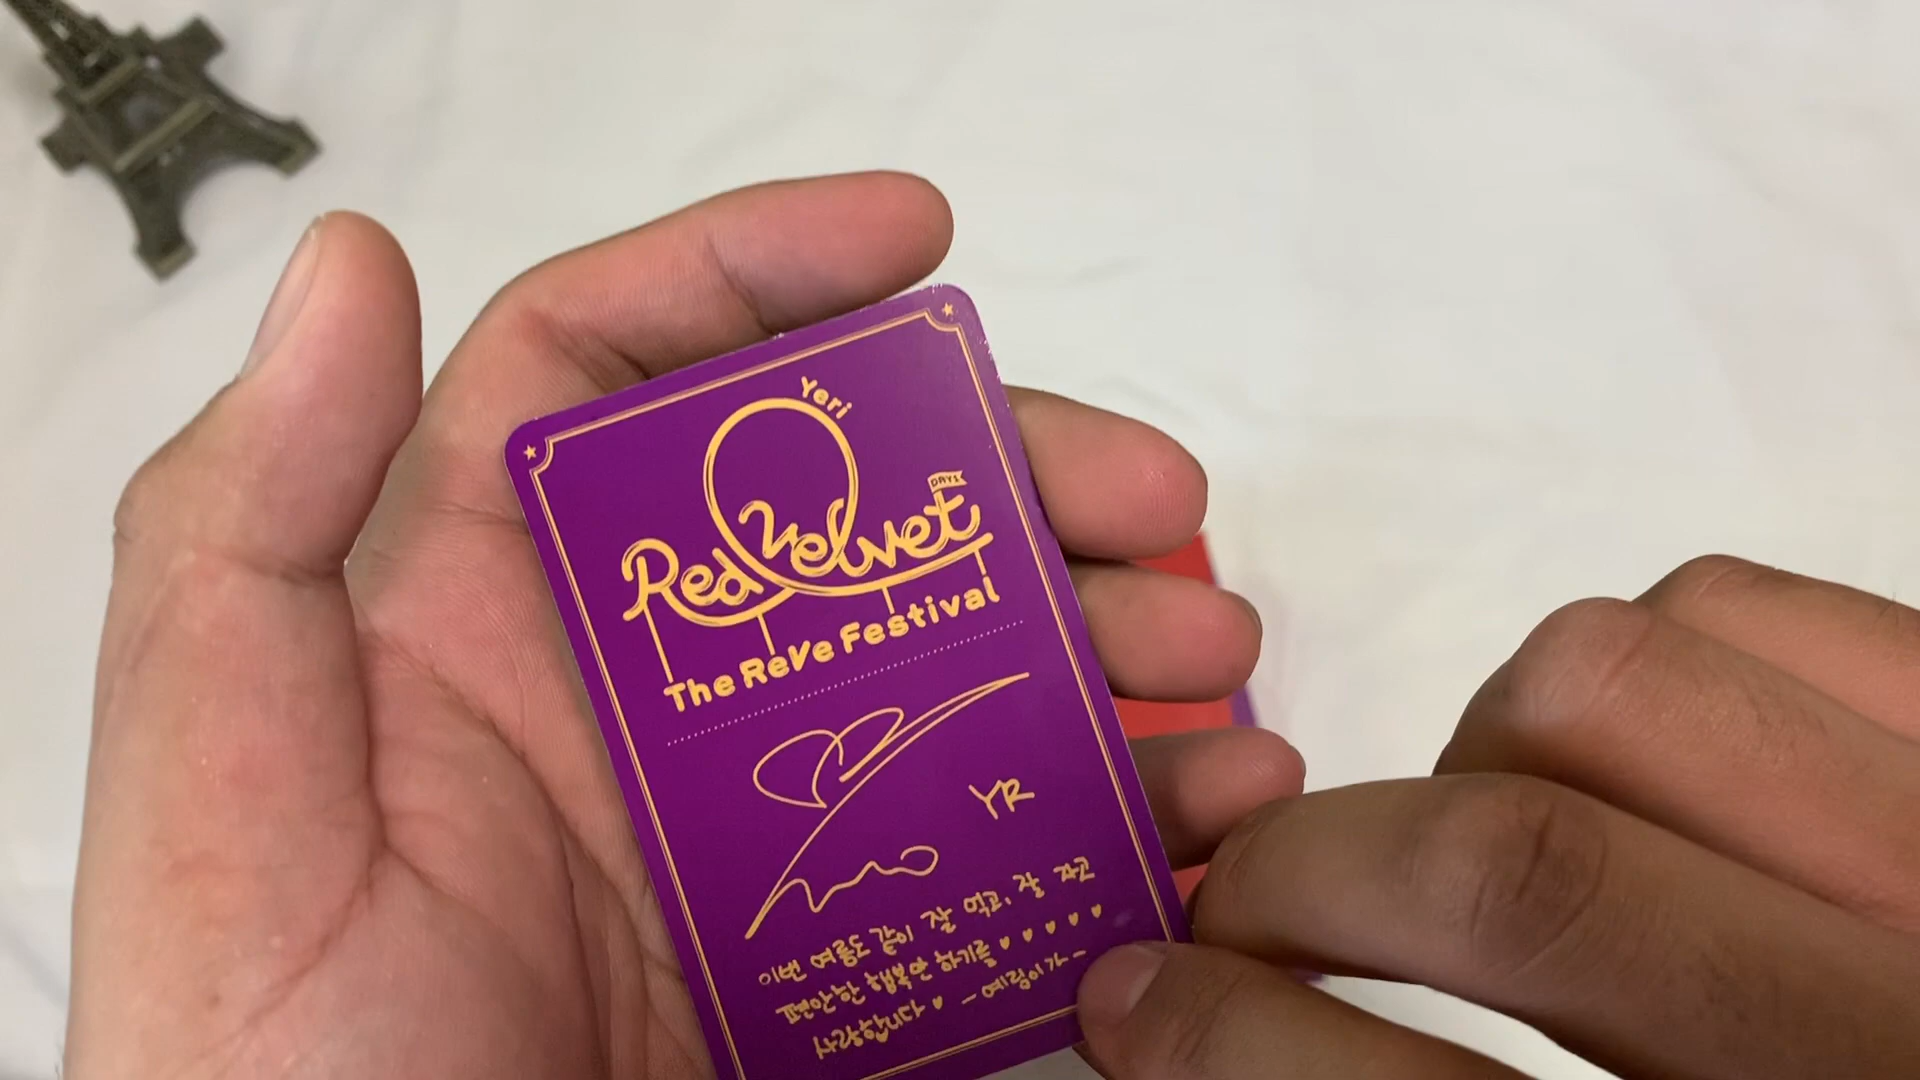 Yeri
DAY1
Red Velvet
The ReVe Festival
YR
이번 여름도 같이 잘 먹고, 잘 자고
편안한 행복만 하기를 ♥ ♥ ♥ ♥ ♥
사랑합니다 ♥ - 예림이가 -